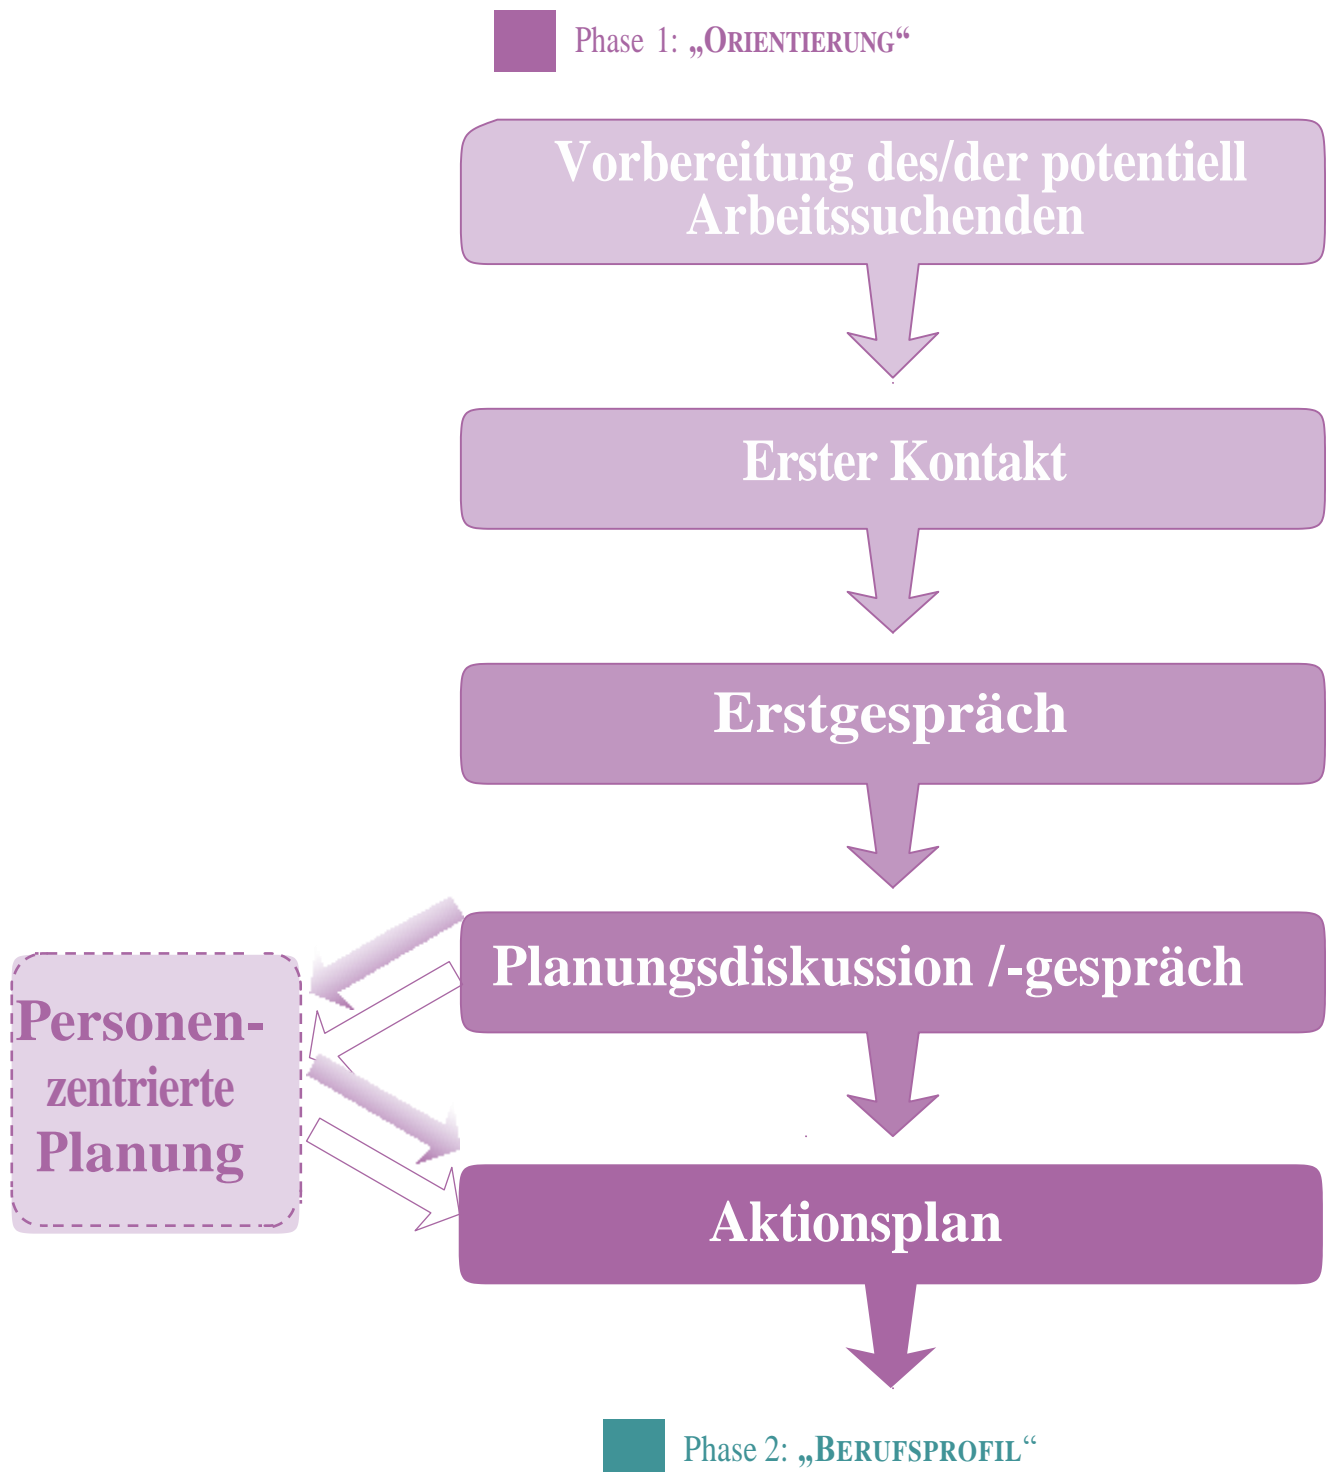 Phase 1: „ORIENTIERUNG“
Vorbereitung des/der potentiell
Arbeitssuchenden
Erster Kontakt
Erstgespräch
Planungsdiskussion /-gespräch
Personen-
zentrierte
Planung
Aktionsplan
Phase 2: „BERUFSPROFIL“